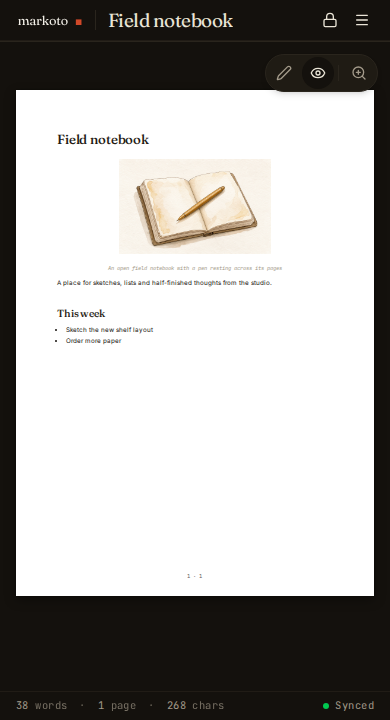 markoto
Field notebook
Field notebook
An open field notebook with a pen resting across its pages
A place for sketches, lists and half-finished thoughts from the studio.
This week
• Sketch the new shelf layout
• Order more paper
1 - 1
38 words · 1 page · 268 chars
Synced